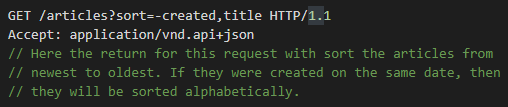 GET /articles?sort=-created,title HTTP/1.1
Accept: application/vnd.api+json
// Here the return for this request with sort the articles from
// newest to oldest. If they were created on the same date, then
// they will be sorted alphabetically.